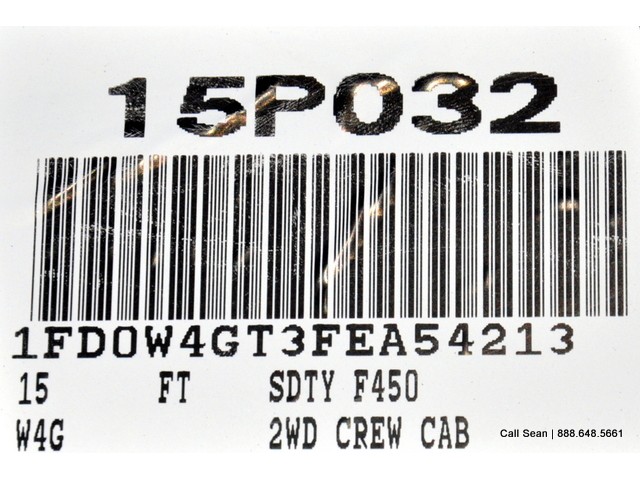 15P032
1FD0W4GT3FEA54213
15 FT SDTY F450
W4G 2WD CREW CAB
Call Sean | 888.648.5661